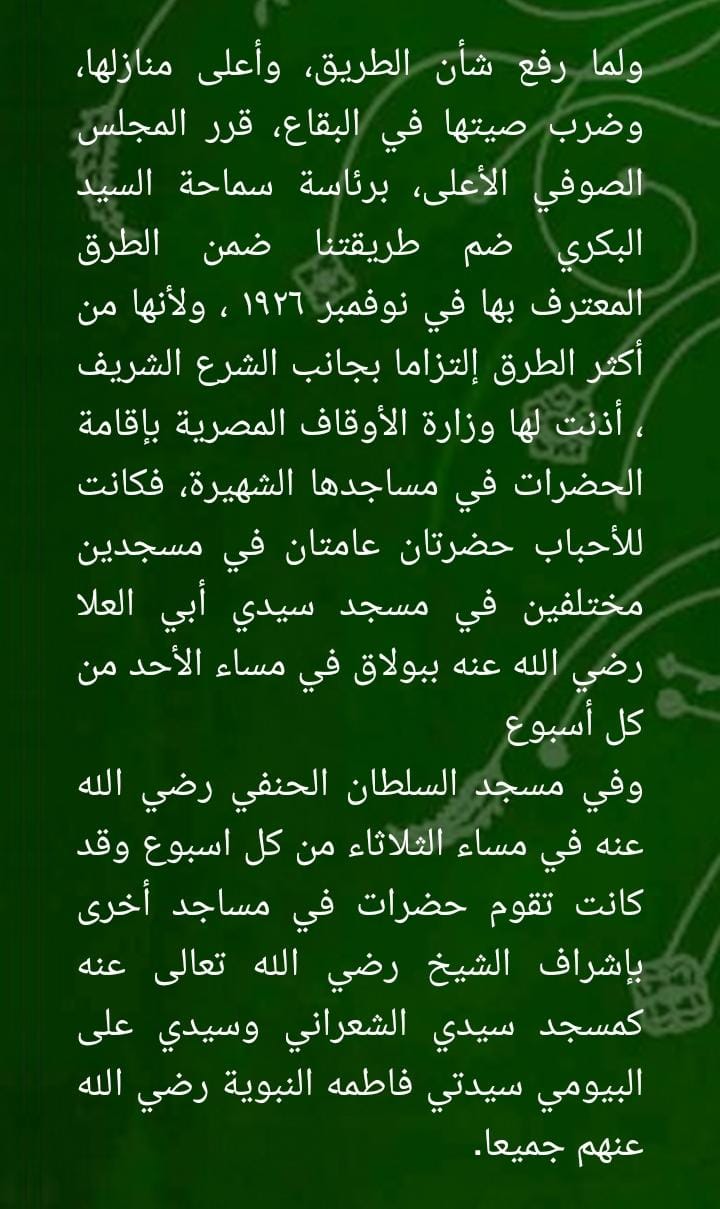 ولما رفع شأن الطريق، وأعلى منازلها،
وضرب صيتها في البقاع، قرر المجلس
الصوفي الأعلى، برئاسة سماحة السيد
البكري ضم طريقتنا ضمن الطرق
المعترف بها في نوفمبر ١٩٢٦ ، ولأنها من
أكثر الطرق إلتزاما بجانب الشرع الشريف
، أذنت لها وزارة الأوقاف المصرية بإقامة
الحضرات في مساجدها الشهيرة، فكانت
للأحباب حضرتان عامتان في مسجدين
مختلفين في مسجد سيدي أبي العلا
رضي الله عنه ببولاق في مساء الأحد من
كل أسبوع
وفي مسجد السلطان الحنفي رضي الله
عنه في مساء الثلاثاء من كل اسبوع وقد
كانت تقوم حضرات في مساجد أخرى
بإشراف الشيخ رضي الله تعالى عنه
كمسجد سيدي الشعراني وسيدي على
البيومي سيدتي فاطمه النبوية رضي الله
عنهم جميعا.